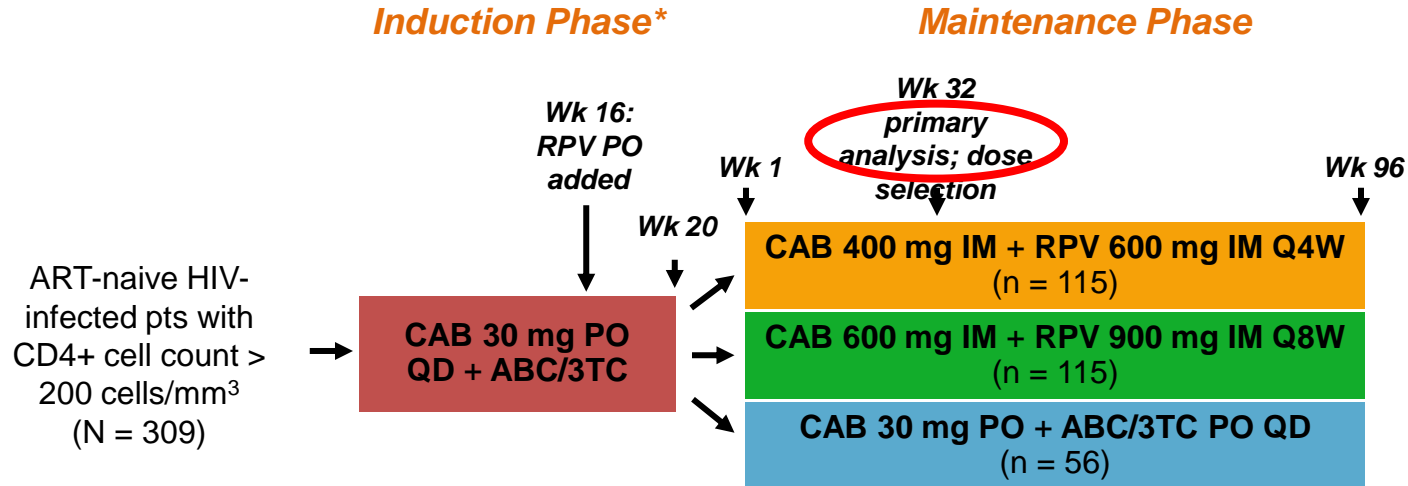 Induction Phase*
Maintenance Phase
Wk 16:
RPV PO
added
Wk 20
Wk 1
Wk 32
primary
analysis; dose
selection
Wk 96
ART-naive HIV-
infected pts with
CD4+ cell count >
200 cells/mm³
(N = 309)
CAB 30 mg PO
QD + ABC/3TC
CAB 400 mg IM + RPV 600 mg IM Q4W
(n = 115)
CAB 600 mg IM + RPV 900 mg IM Q8W
(n = 115)
CAB 30 mg PO + ABC/3TC PO QD
(n = 56)